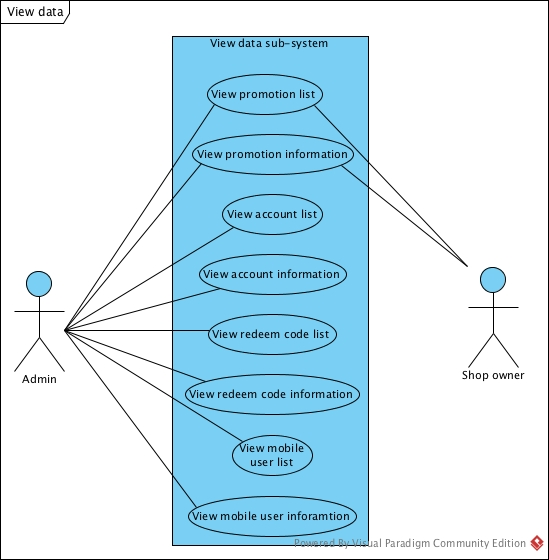 View data
View data sub-system
View promotion list
View promotion information
View account list
View account information
View redeem code list
View redeem code information
View mobile
user list
View mobile user inforamtion
Admin
Shop owner
Powered By Visual Paradigm Community Edition